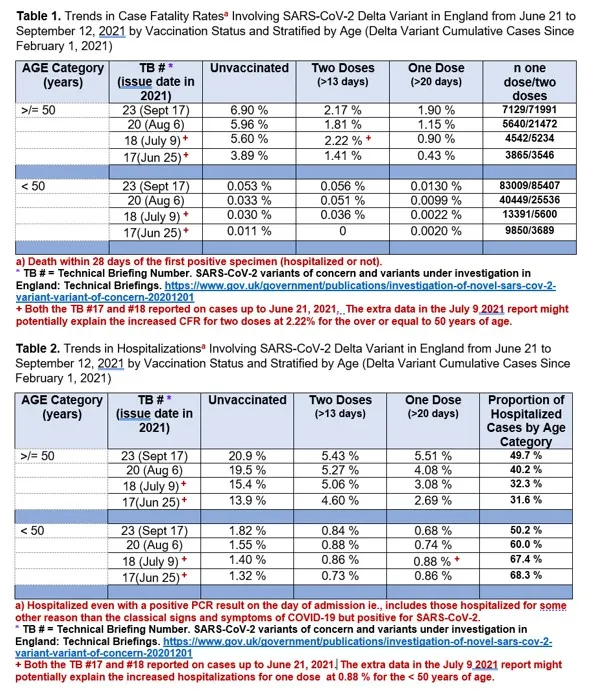 Table 1. Trends in Case Fatality Ratesa Involving SARS-CoV-2 Delta Variant in England from June 21 to
September 12, 2021 by Vaccination Status and Stratified by Age (Delta Variant Cumulative Cases Since
February 1, 2021)
AGE Category (years) TB # * (issue date in 2021) Unvaccinated Two Doses (>13 days) One Dose (>20 days) n one dose/two doses
>/= 50 23 (Sept 17) 6.90 % 2.17 % 1.90 % 7129/71991
20 (Aug 6) 5.96 % 1.81 % 1.15 % 5640/21472
18 (July 9) + 5.60 % 2.22 % + 0.90 % 4542/5234
17(Jun 25) + 3.89 % 1.41 % 0.43 % 3865/3546
< 50 23 (Sept 17) 0.053 % 0.056 % 0.0130 % 83009/85407
20 (Aug 6) 0.033 % 0.051 % 0.0099 % 40449/25536
18 (July 9) + 0.030 % 0.036 % 0.0022 % 13391/5600
17(Jun 25) + 0.011 % 0 0.0020 % 9850/3689
a) Death within 28 days of the first positive specimen (hospitalized or not).
* TB # = Technical Briefing Number. SARS-CoV-2 variants of concern and variants under investigation in
England: Technical Briefings. https://www.gov.uk/government/publications/investigation-of-novel-sars-cov-2-
variant-variant-of-concern-20201201
+ Both the TB #17 and #18 reported on cases up to June 21, 2021. The extra data in the July 9 2021 report might
potentially explain the increased CFR for two doses at 2.22% for the over or equal to 50 years of age.
Table 2. Trends in Hospitalizationsa Involving SARS-CoV-2 Delta Variant in England from June 21 to
September 12, 2021 by Vaccination Status and Stratified by Age (Delta Variant Cumulative Cases Since
February 1, 2021)
AGE Category (years) TB # * (issue date in 2021) Unvaccinated Two Doses (>13 days) One Dose (>20 days) Proportion of Hospitalized Cases by Age Category
>/= 50 23 (Sept 17) 20.9 % 5.43 % 5.51 % 49.7 %
20 (Aug 6) 19.5 % 5.27 % 4.08 % 40.2 %
18 (July 9) + 15.4 % 5.06 % 3.08 % 32.3 %
17(Jun 25) + 13.9 % 4.60 % 2.69 % 31.6 %
< 50 23 (Sept 17) 1.82 % 0.84 % 0.68 % 50.2 %
20 (Aug 6) 1.55 % 0.88 % 0.74 % 60.0 %
18 (July 9) + 1.40 % 0.86 % 0.88 % + 67.4 %
17(Jun 25) + 1.32 % 0.73 % 0.86 % 68.3 %
a) Hospitalized even with a positive PCR result on the day of admission ie., includes those hospitalized for some
other reason than the classical signs and symptoms of COVID-19 but positive for SARS-CoV-2.
* TB # = Technical Briefing Number. SARS-CoV-2 variants of concern and variants under investigation in
England: Technical Briefings. https://www.gov.uk/government/publications/investigation-of-novel-sars-cov-2-
variant-variant-of-concern-20201201
+ Both the TB #17 and #18 reported on cases up to June 21, 2021. The extra data in the July 9 2021 report might
potentially explain the increased hospitalizations for one dose at 0.88 % for the < 50 years of age.